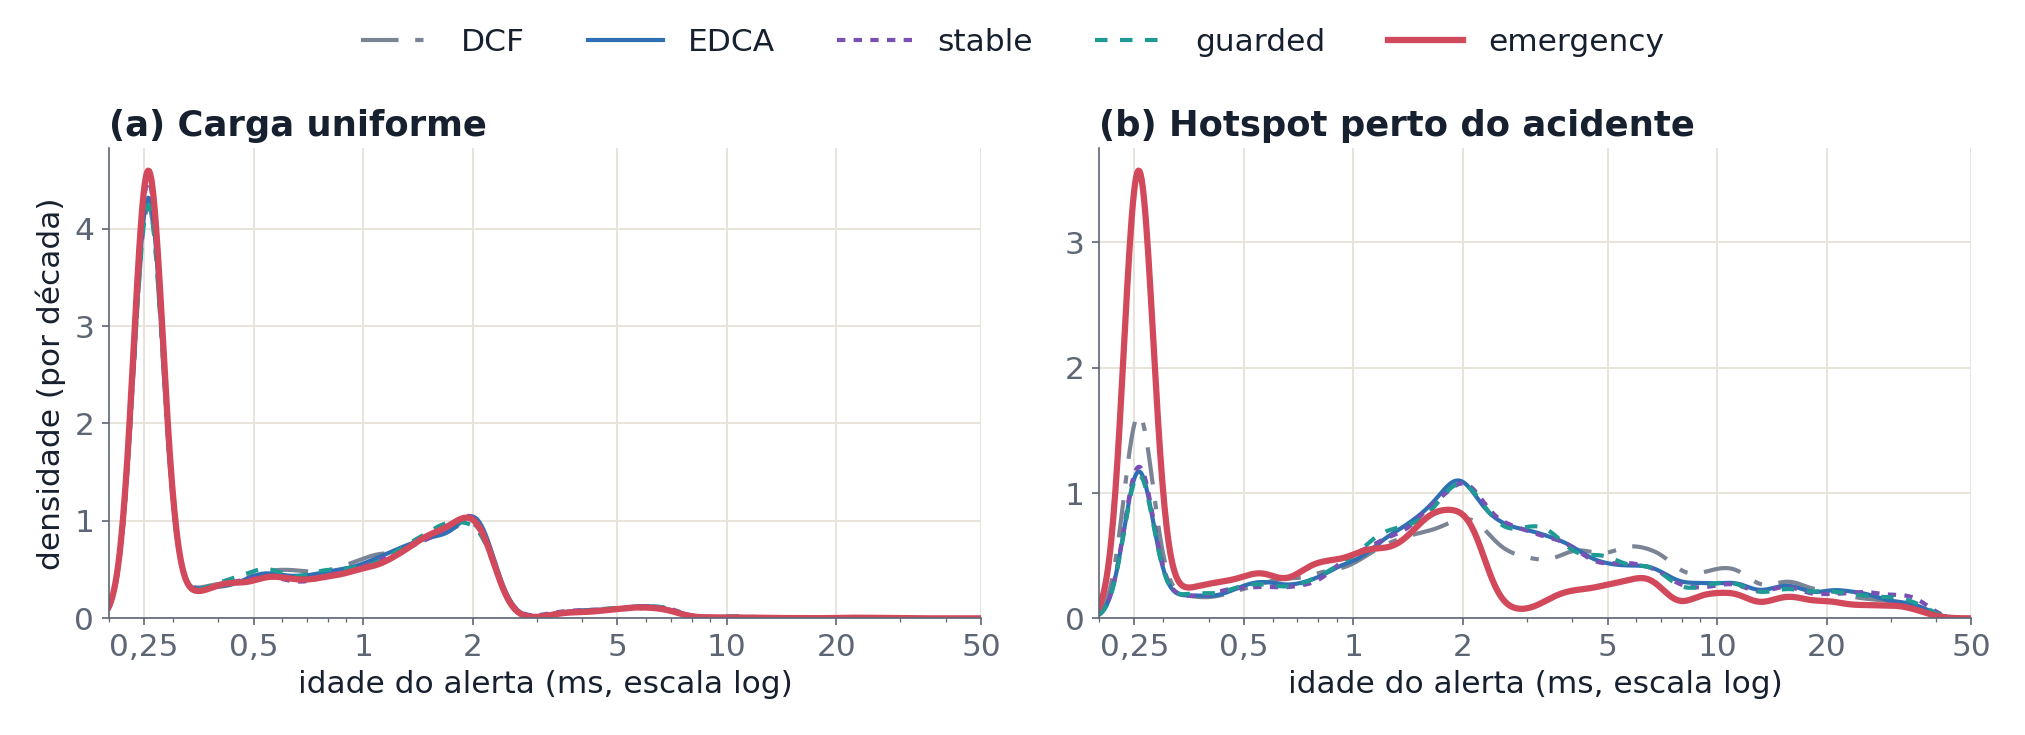 DCF EDCA stable guarded emergency
(a) Carga uniforme
densidade (por década)
4
3
2
1
0
0,25 0,5 1 2 5 10 20 50
idade do alerta (ms, escala log)
(b) Hotspot perto do acidente
3
2
1
0
0,25 0,5 1 2 5 10 20 50
idade do alerta (ms, escala log)